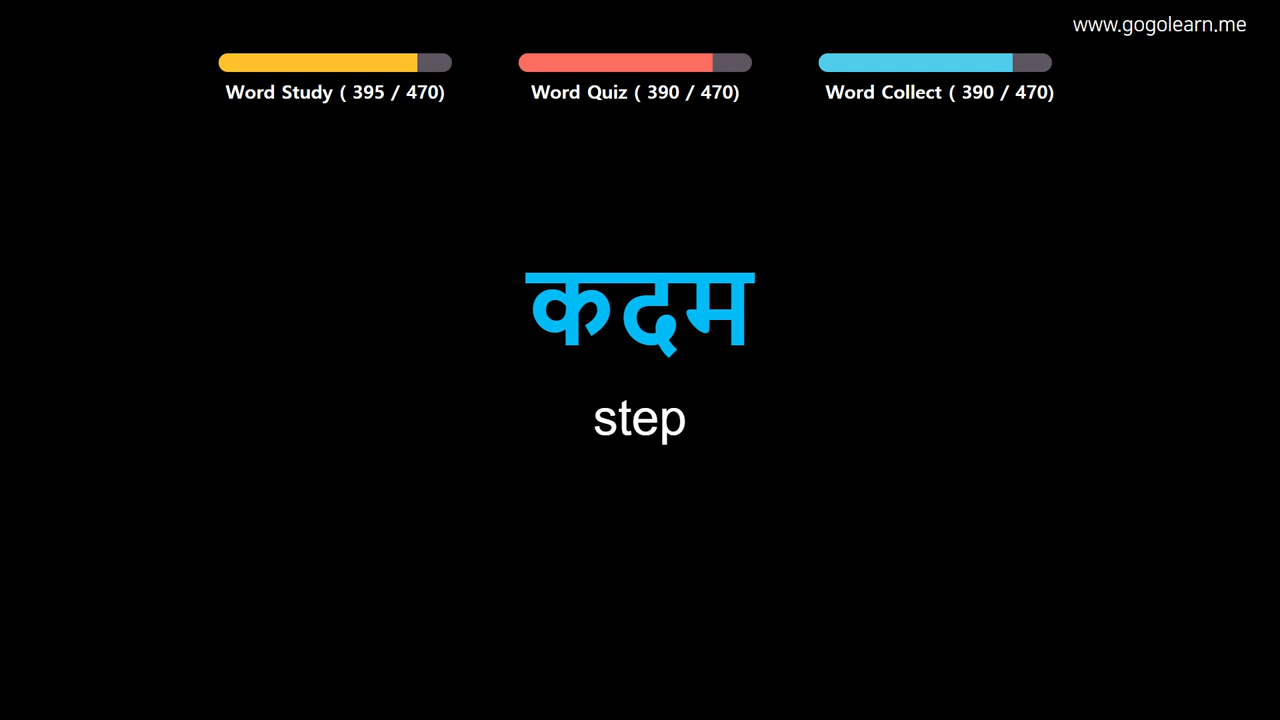 www.gogolearn.me
Word Study ( 395 / 470)
Word Quiz ( 390 / 470)
Word Collect ( 390 / 470)
कदम
step